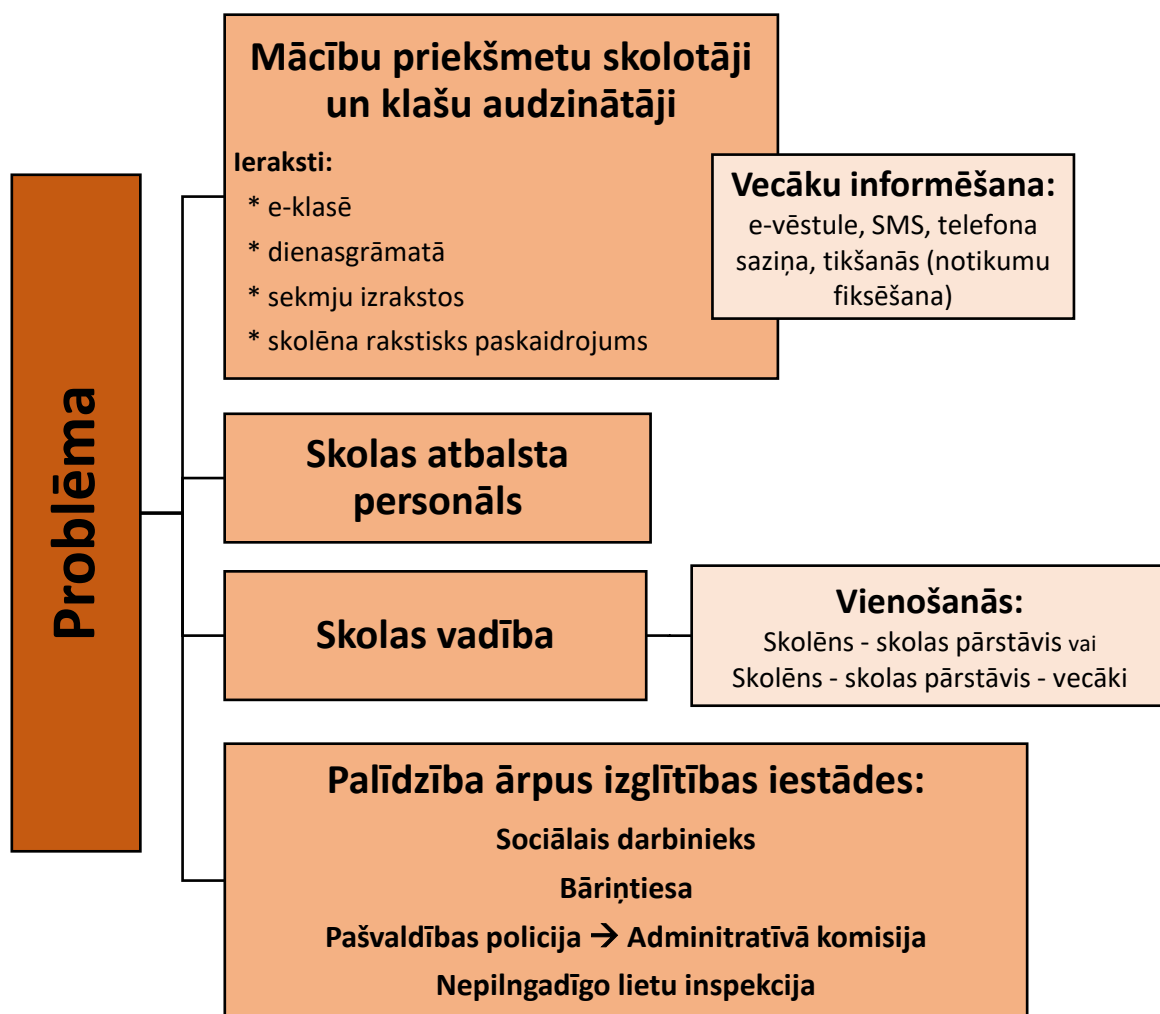 Problēma
Mācību priekšmetu skolotāji
un klašu audzinātāji
Ieraksti:
* e-klasē
* dienasgrāmatā
* sekmju izrakstos
* skolēna rakstisks paskaidrojums
Vecāku informēšana:
e-vēstule, SMS, telefona
saziņa, tikšanās (notikumu
fiksēšana)
Skolas atbalsta
personāls
Skolas vadība
Vienošanās:
Skolēns - skolas pārstāvis vai
Skolēns - skolas pārstāvis - vecāki
Palīdzība ārpus izglītības iestādes:
Sociālais darbinieks
Bāriņtiesa
Pašvaldības policija → Adminitratīvā komisija
Nepilngadīgo lietu inspekcija